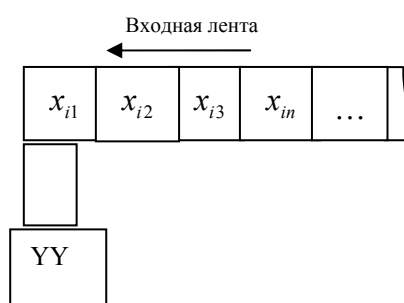 Входная лента
x_{i1} x_{i2} x_{i3} x_{in} ...
YY